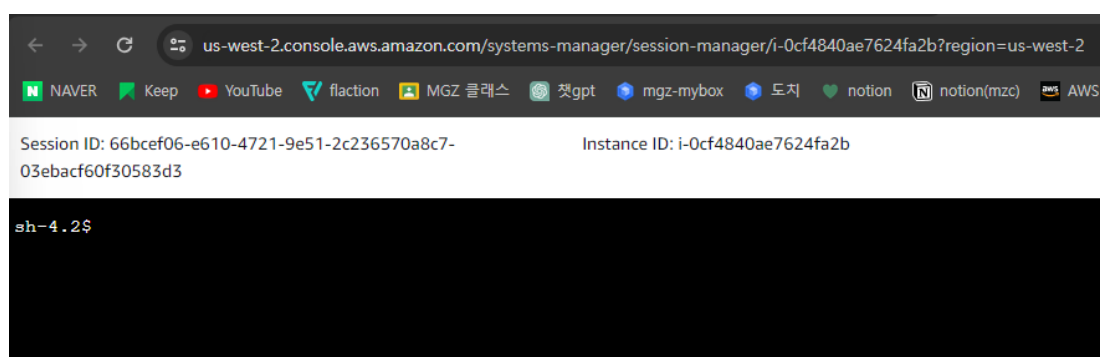 us-west-2.console.aws.amazon.com/systems-manager/session-manager/i-0cf4840ae7624fa2b?region=us-west-2
N NAVER Keep YouTube flaction MGZ 클래스 챗gpt mgz-mybox 도치 notion notion(mzc) aws AWS
Session ID: 66bcef06-e610-4721-9e51-2c236570a8c7- Instance ID: i-0cf4840ae7624fa2b
03ebacf60f30583d3
sh-4.2$